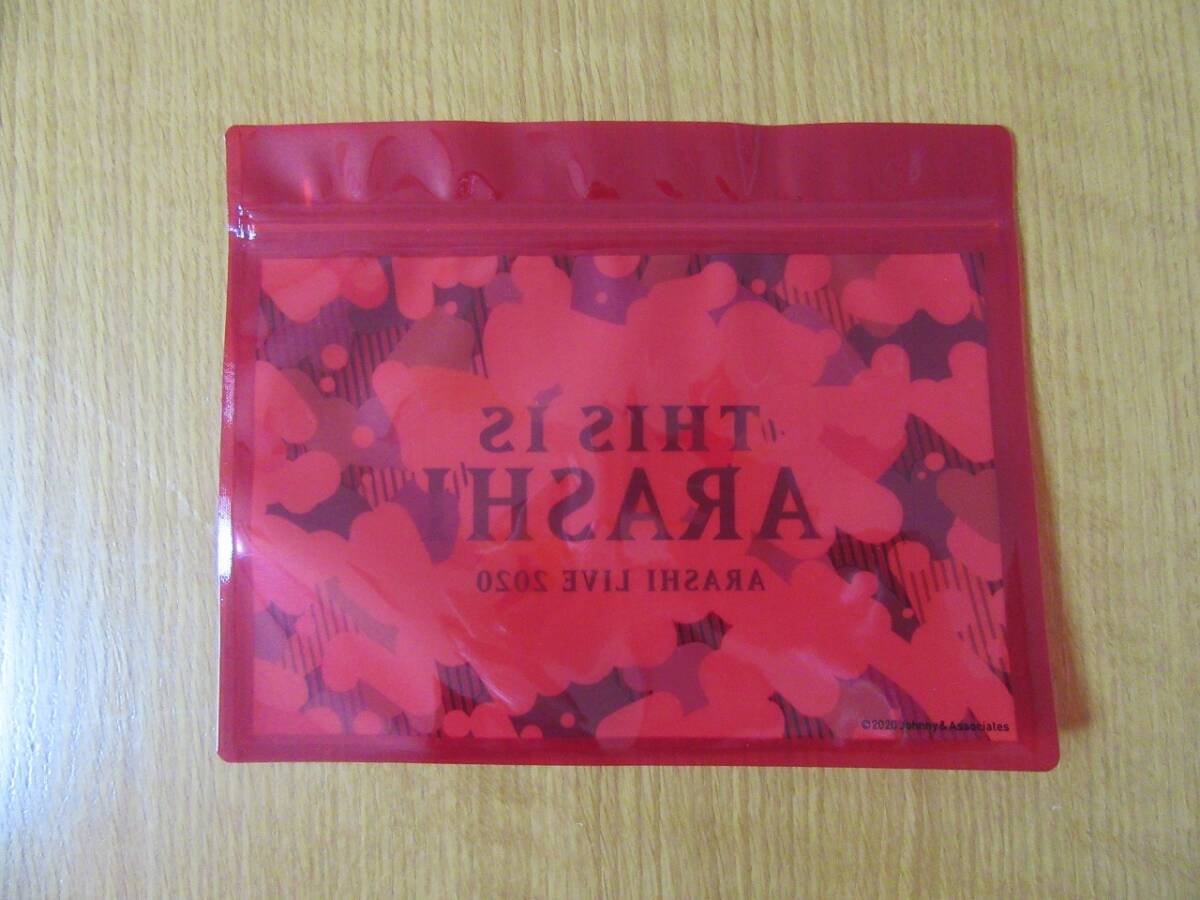 THIS IS
ARASHI
ARASHI LIVE 2020
©2020 Johnny & Associates